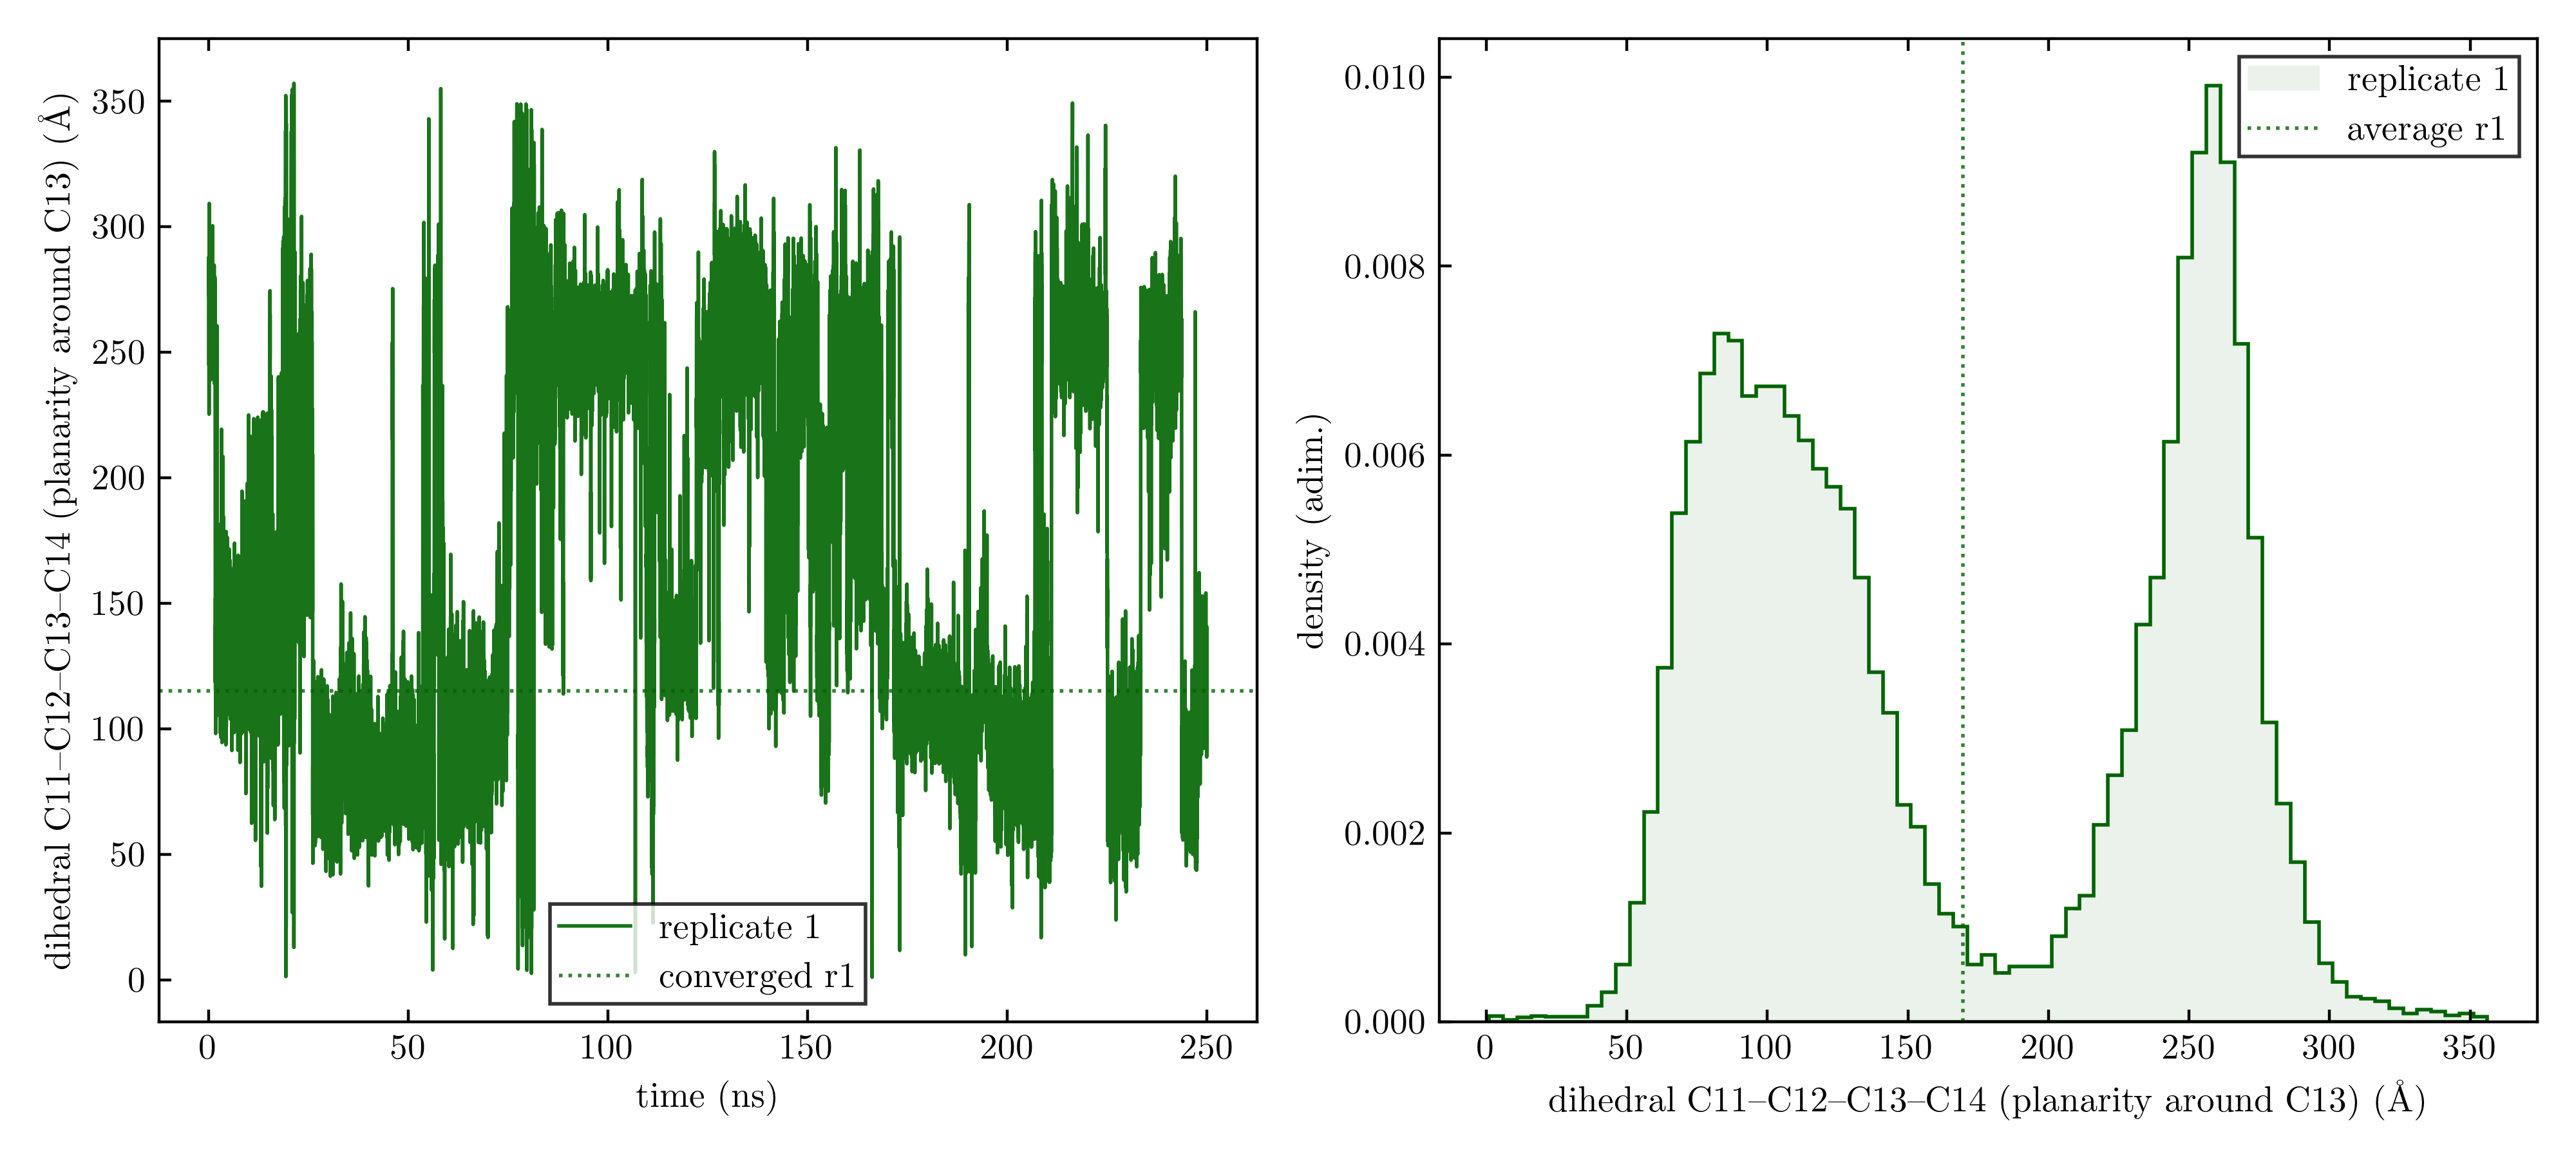 dihedral C11–C12–C13–C14 (planarity around C13) (Å)
350
300
250
200
150
100
50
0
replicate 1
converged r1
0 50 100 150 200 250
time (ns)
density (adim.)
0.010
0.008
0.006
0.004
0.002
0.000
replicate 1
average r1
0 50 100 150 200 250 300 350
dihedral C11–C12–C13–C14 (planarity around C13) (Å)